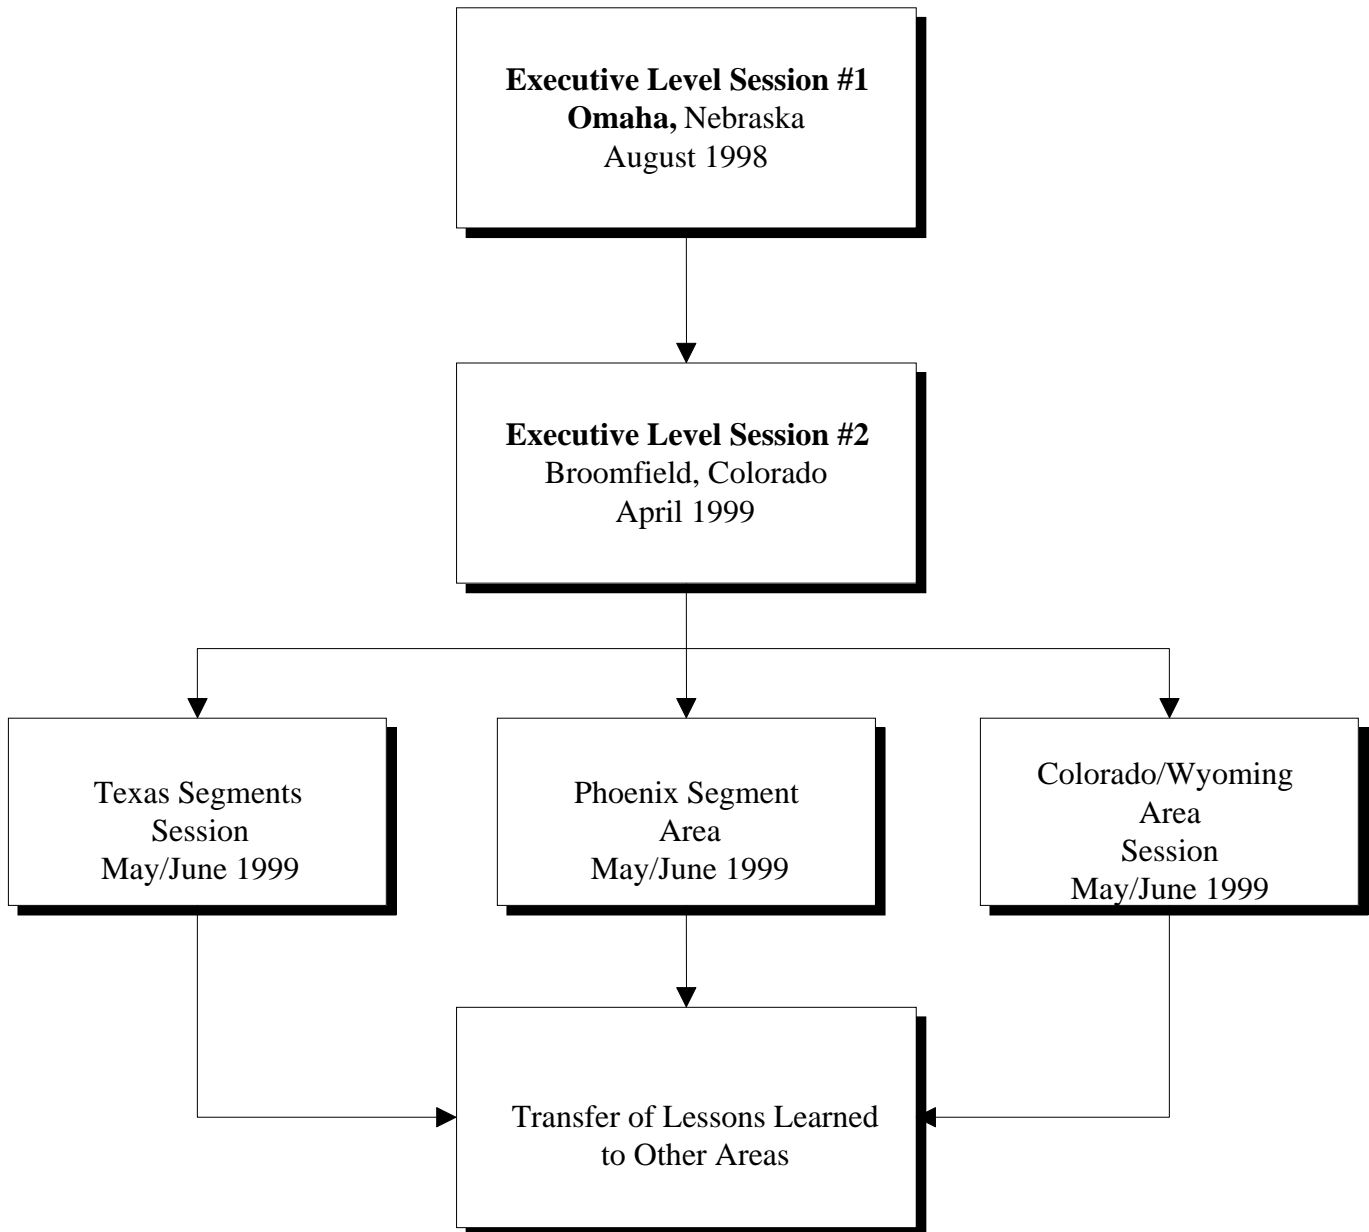 Executive Level Session #1
Omaha, Nebraska
August 1998
Executive Level Session #2
Broomfield, Colorado
April 1999
Texas Segments
Session
May/June 1999
Phoenix Segment
Area
May/June 1999
Colorado/Wyoming
Area
Session
May/June 1999
Transfer of Lessons Learned
to Other Areas